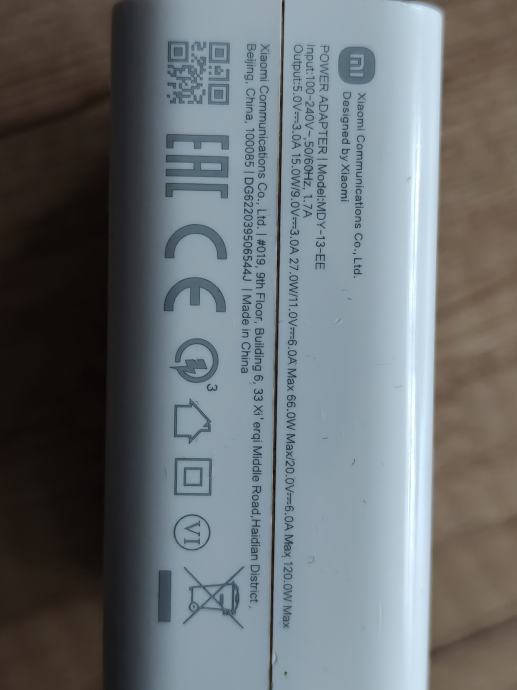 mi
Xiaomi Communications Co., Ltd.
Designed by Xiaomi
POWER ADAPTER | Model:MDY-13-EE
Input:100-240V~,50/60Hz, 1.7A
Output:5.0V⎓3.0A 15.0W/9.0V⎓3.0A 27.0W/11.0V⎓6.0A Max 66.0W Max/20.0V⎓6.0A Max 120.0W Max
Xiaomi Communications Co., Ltd. | #019, 9th Floor, Building 6, 33 Xi'erqi Middle Road,Haidian District,
Beijing, China, 100085 | DG622039506544J | Made in China
EAC CE 3 VI